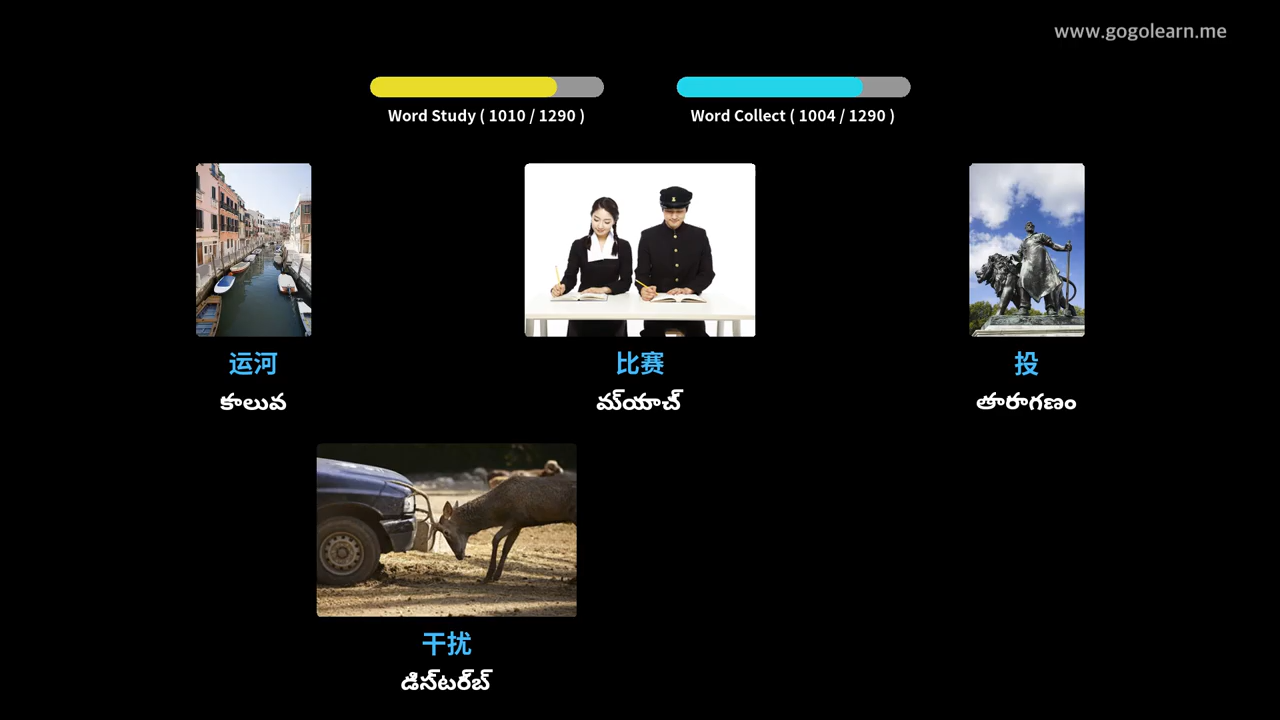 www.gogolearn.me
Word Study ( 1010 / 1290 )
Word Collect ( 1004 / 1290 )
运河
కాలువ
比赛
మ్‌యాచ్
投
తారాగణం
干扰
డిన్‌టర్‌బ్